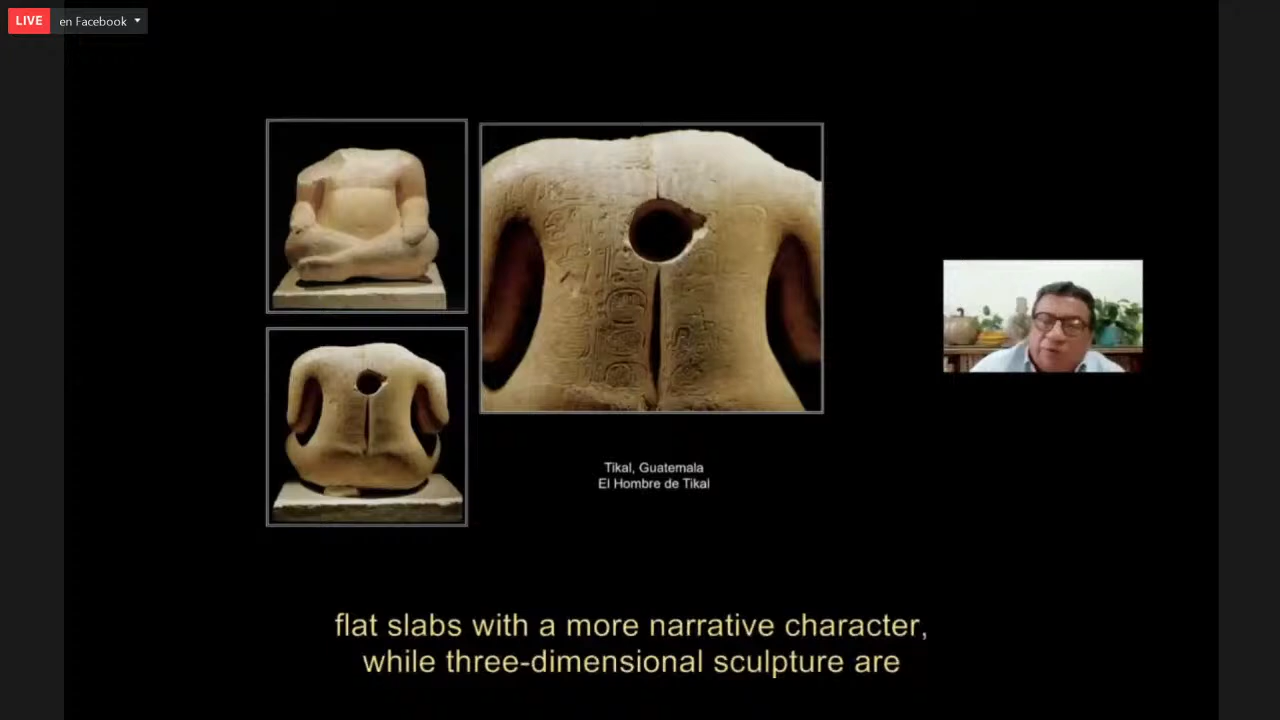 LIVE en Facebook
Tikal, Guatemala
El Hombre de Tikal
flat slabs with a more narrative character,
while three-dimensional sculpture are